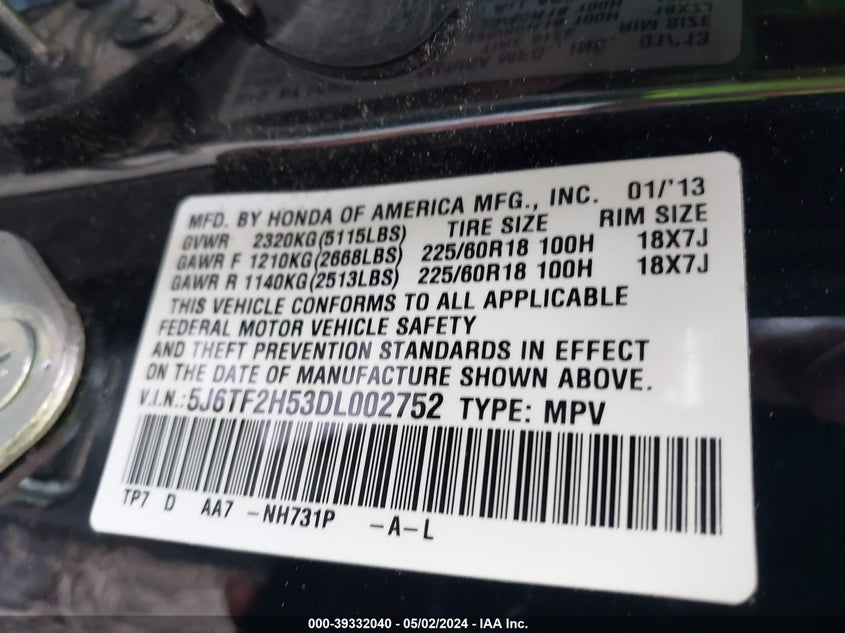 MFD. BY HONDA OF AMERICA MFG., INC. 01/'13
GVWR 2320KG(5115LBS) TIRE SIZE RIM SIZE
GAWR F 1210KG(2668LBS) 225/60R18 100H 18X7J
GAWR R 1140KG(2513LBS) 225/60R18 100H 18X7J
THIS VEHICLE CONFORMS TO ALL APPLICABLE
FEDERAL MOTOR VEHICLE SAFETY
AND THEFT PREVENTION STANDARDS IN EFFECT
ON THE DATE OF MANUFACTURE SHOWN ABOVE.
V.I.N.:5J6TF2H53DL002752 TYPE: MPV
TP7 D AA7 -NH731P -A-L
000-39332040 - 05/02/2024 - IAA Inc.